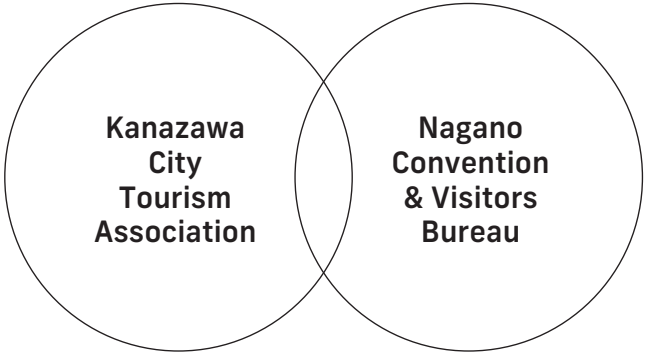 Kanazawa
City
Tourism
Association
Nagano
Convention
& Visitors
Bureau